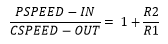 PSPEED−IN
CSPEED−OUT
= 1 +
R2
R1